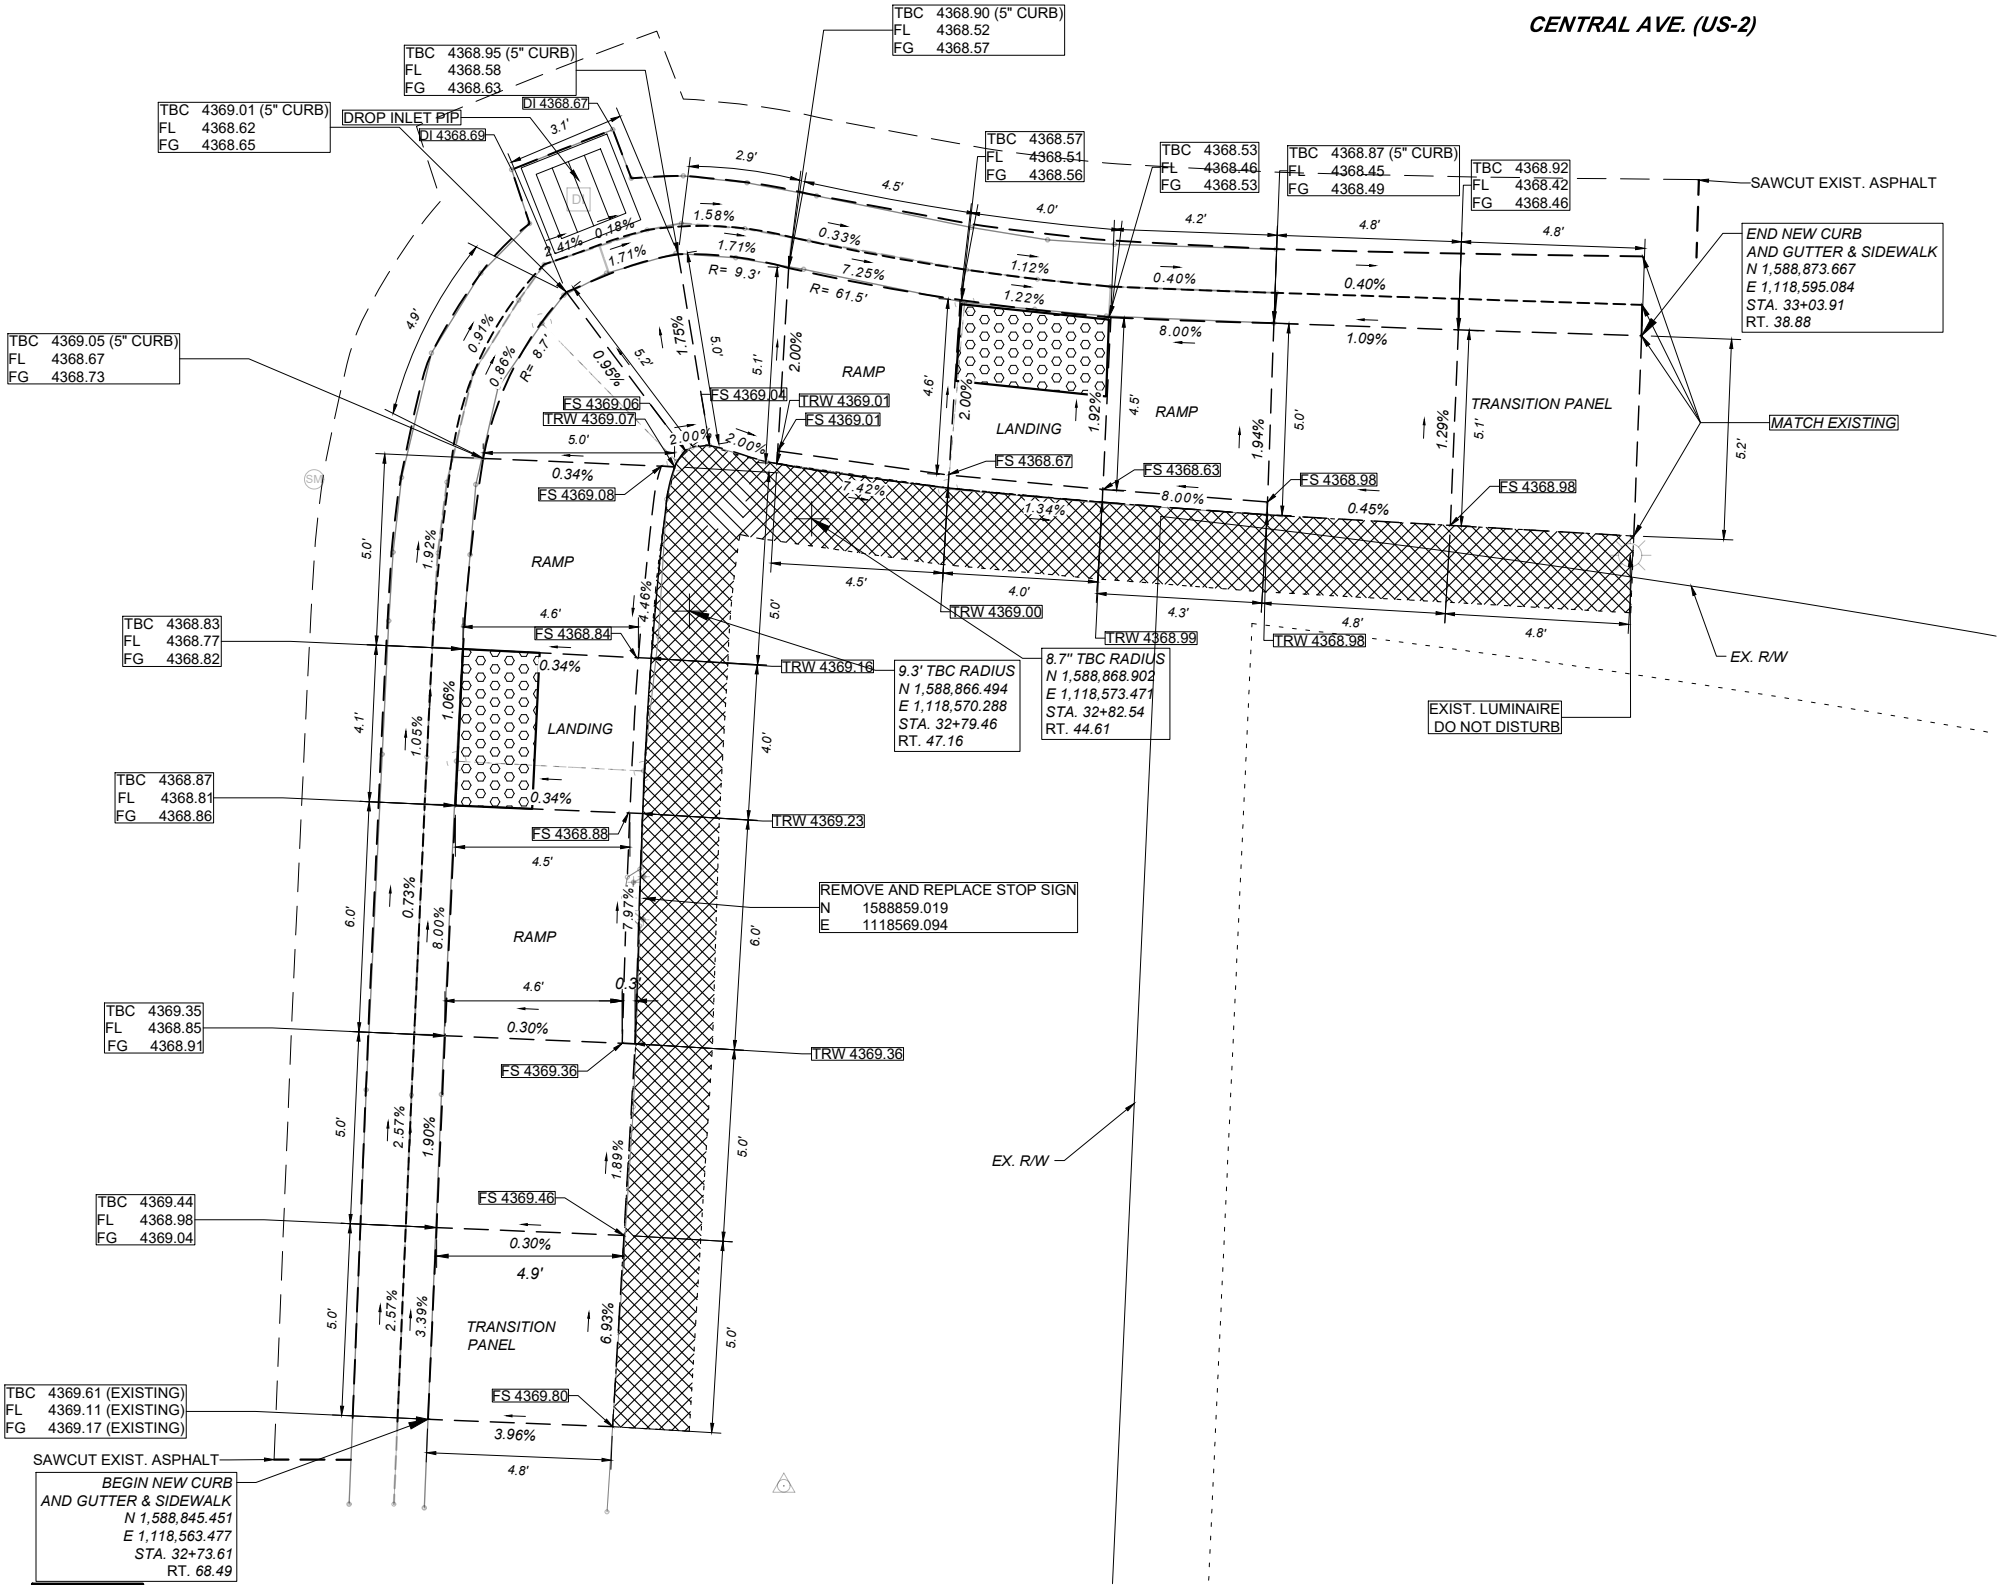 CENTRAL AVE. (US-2)
TBC 4368.90 (5" CURB)
FL 4368.52
FG 4368.57
TBC 4368.95 (5" CURB)
FL 4368.58
FG 4368.63
TBC 4369.01 (5" CURB)
FL 4368.62
FG 4368.65
DROP INLET PIP
DI 4368.67
DI 4368.69
3.1'
DI
TBC 4368.57
FL 4368.51
FG 4368.56
TBC 4368.53
FL 4368.46
FG 4368.53
TBC 4368.87 (5" CURB)
FL 4368.45
FG 4368.49
TBC 4368.92
FL 4368.42
FG 4368.46
SAWCUT EXIST. ASPHALT
END NEW CURB
AND GUTTER & SIDEWALK
N 1,588,873.667
E 1,118,595.084
STA. 33+03.91
RT. 38.88
2.9'
4.5'
4.0'
4.2'
4.8'
4.8'
2.41%
0.18%
1.58%
1.71%
1.71%
0.33%
7.25%
1.12%
1.22%
0.40%
0.40%
8.00%
1.09%
R= 9.3'
R= 61.5'
R= 8.7'
4.9'
0.91%
0.86%
0.95%
5.2'
1.75%
5.0'
5.1'
2.00%
RAMP
4.6'
2.00%
LANDING
1.92%
4.5'
RAMP
1.94%
5.0'
1.29%
5.1'
TRANSITION PANEL
5.2'
MATCH EXISTING
TBC 4369.05 (5" CURB)
FL 4368.67
FG 4368.73
FS 4369.06
TRW 4369.07
FS 4369.04
TRW 4369.01
FS 4369.01
2.00%
2.00%
5.0'
0.34%
FS 4369.08
SM
FS 4368.67
FS 4368.63
FS 4368.98
FS 4368.98
7.42%
1.34%
8.00%
0.45%
4.5'
4.0'
4.3'
4.8'
4.8'
5.0'
TRW 4369.00
TRW 4368.99
TRW 4368.98
TRW 4369.16
5.0'
1.92%
RAMP
4.46%
4.6'
FS 4368.84
0.34%
TBC 4368.83
FL 4368.77
FG 4368.82
9.3' TBC RADIUS
N 1,588,866.494
E 1,118,570.288
STA. 32+79.46
RT. 47.16
8.7" TBC RADIUS
N 1,588,868.902
E 1,118,573.471
STA. 32+82.54
RT. 44.61
EX. R/W
EXIST. LUMINAIRE
DO NOT DISTURB
4.1'
1.05%
1.06%
LANDING
4.0'
0.34%
TBC 4368.87
FL 4368.81
FG 4368.86
FS 4368.88
4.5'
TRW 4369.23
REMOVE AND REPLACE STOP SIGN
N 1588859.019
E 1118569.094
6.0'
0.73%
8.00%
RAMP
7.97%
6.0'
4.6'
0.3'
0.30%
TBC 4369.35
FL 4368.85
FG 4368.91
FS 4369.36
TRW 4369.36
5.0'
2.57%
1.90%
1.89%
5.0'
EX. R/W
TBC 4369.44
FL 4368.98
FG 4369.04
FS 4369.46
0.30%
4.9'
5.0'
2.57%
3.39%
TRANSITION
PANEL
6.93%
5.0'
FS 4369.80
3.96%
4.8'
TBC 4369.61 (EXISTING)
FL 4369.11 (EXISTING)
FG 4369.17 (EXISTING)
SAWCUT EXIST. ASPHALT
BEGIN NEW CURB
AND GUTTER & SIDEWALK
N 1,588,845.451
E 1,118,563.477
STA. 32+73.61
RT. 68.49